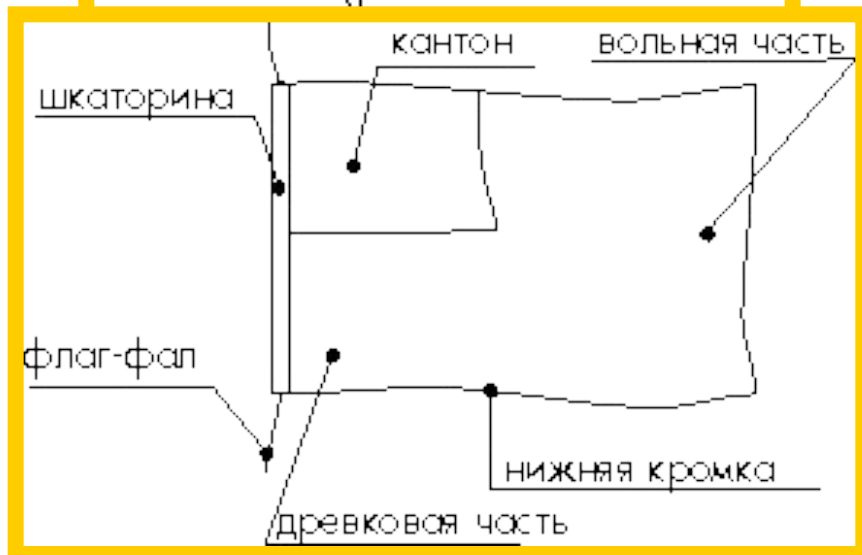 кантон
вольная часть
шкаторина
флаг-фал
нижняя кромка
древковая часть